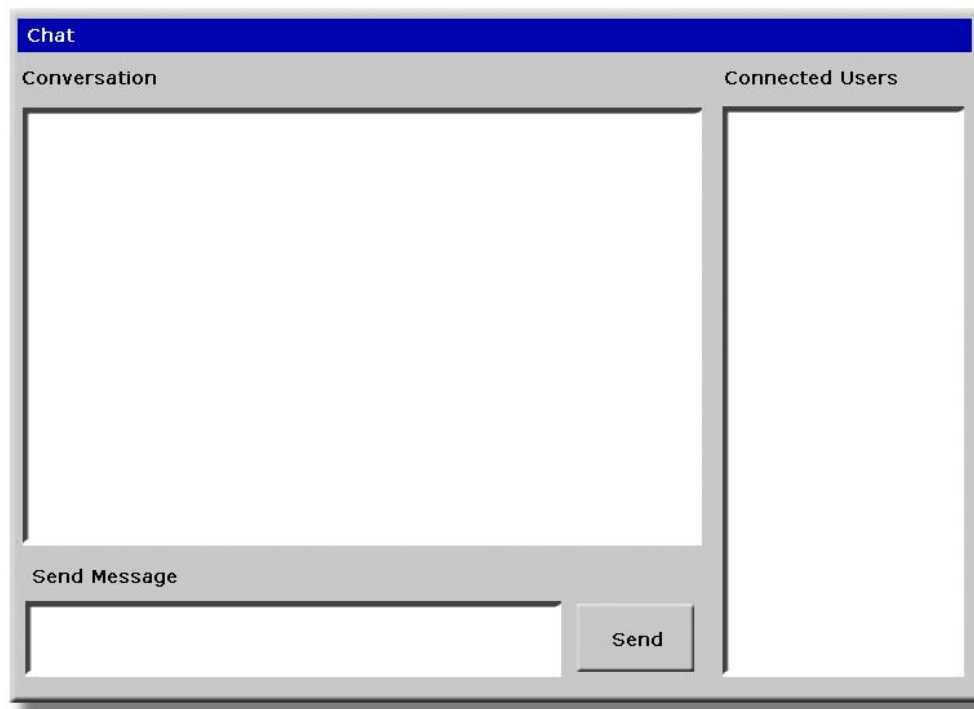 Chat
Conversation
Connected Users
Send Message
Send